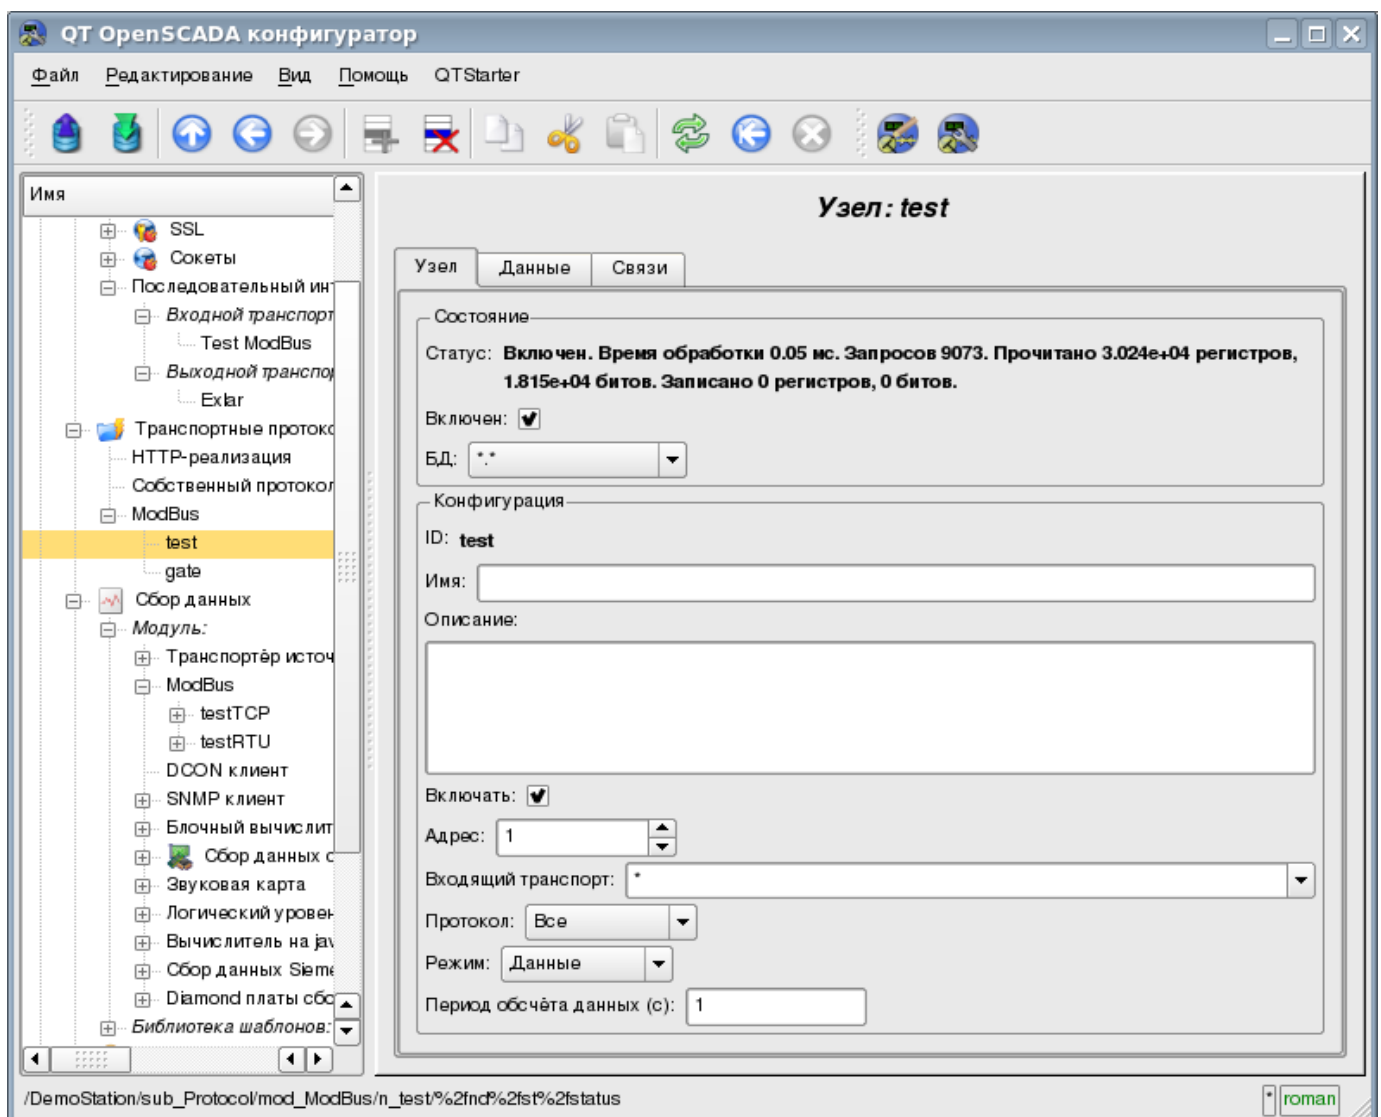 QT OpenSCADA конфигуратор
Файл Редактирование Вид Помощь QTStarter
Имя
SSL
Сокеты
Последовательный инт
Входной транспорт
Test ModBus
Выходной транспор
Exlar
Транспортные протоко
HTTP-реализация
Собственный протокол
ModBus
test
gate
Сбор данных
Модуль:
Транспортёр источ
ModBus
testTCP
testRTU
DCON клиент
SNMP клиент
Блочный вычислит
Сбор данных с
Звуковая карта
Логический уровен
Вычислитель на jav
Сбор данных Sieme
Diamond платы сбо
Библиотека шаблонов:
Узел: test
Узел Данные Связи
Состояние
Статус: Включен. Время обработки 0.05 мс. Запросов 9073. Прочитано 3.024e+04 регистров,
1.815e+04 битов. Записано 0 регистров, 0 битов.
Включен:
БД: *.*
Конфигурация
ID: test
Имя:
Описание:
Включать:
Адрес: 1
Входящий транспорт: *
Протокол: Все
Режим: Данные
Период обсчёта данных (с): 1
/DemoStation/sub_Protocol/mod_ModBus/n_test/%2fnd%2fst%2fstatus
* roman